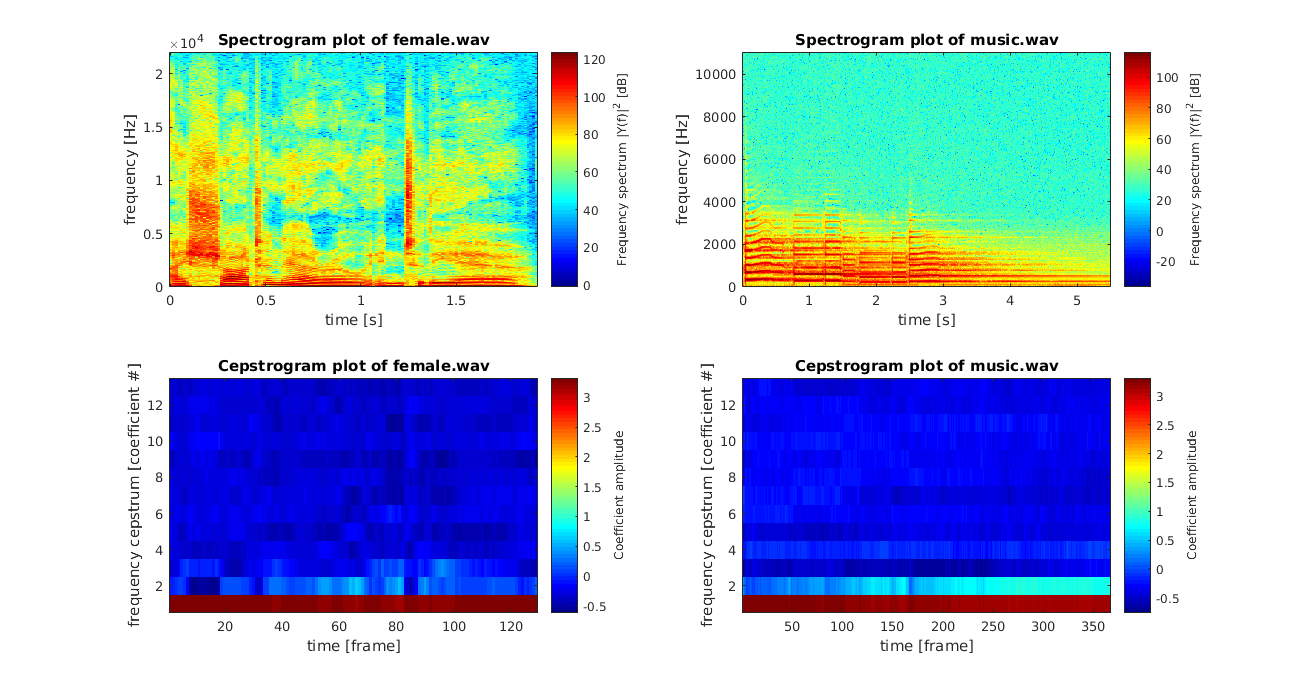 Spectrogram plot of female.wav
×10⁴
2
1.5
1
0.5
0
0 0.5 1 1.5
frequency [Hz]
time [s]
120
100
80
60
40
20
0
Frequency spectrum |Y(f)|² [dB]
Spectrogram plot of music.wav
10000
8000
6000
4000
2000
0
0 1 2 3 4 5
frequency [Hz]
time [s]
100
80
60
40
20
0
-20
Frequency spectrum |Y(f)|² [dB]
Cepstrogram plot of female.wav
12
10
8
6
4
2
20 40 60 80 100 120
frequency cepstrum [coefficient #]
time [frame]
3
2.5
2
1.5
1
0.5
0
-0.5
Coefficient amplitude
Cepstrogram plot of music.wav
12
10
8
6
4
2
50 100 150 200 250 300 350
frequency cepstrum [coefficient #]
time [frame]
3
2.5
2
1.5
1
0.5
0
-0.5
Coefficient amplitude